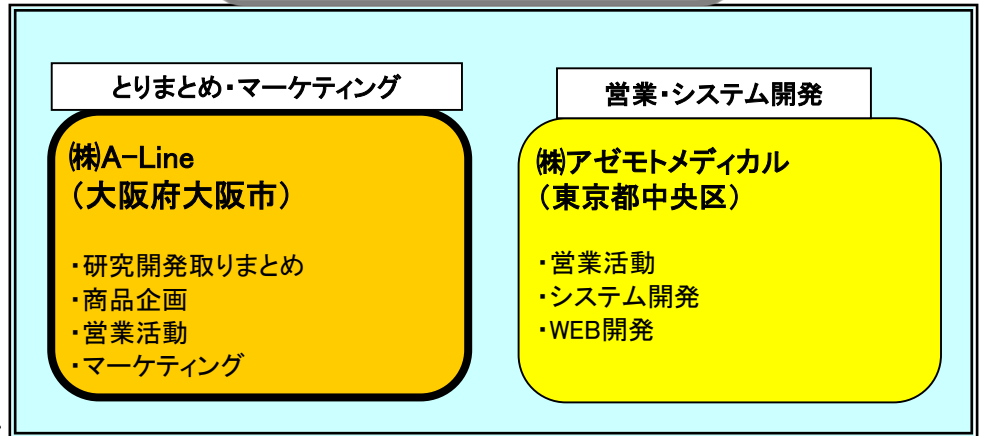 とりまとめ・マーケティング
㈱A-Line
（大阪府大阪市）
・研究開発取りまとめ
・商品企画
・営業活動
・マーケティング
営業・システム開発
㈱アゼモトメディカル
（東京都中央区）
・営業活動
・システム開発
・WEB開発